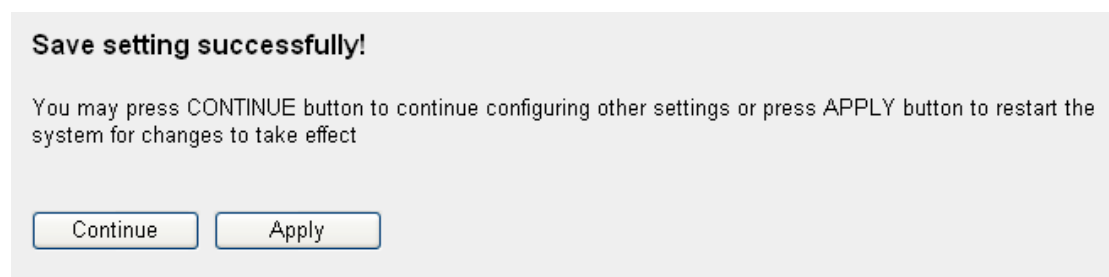 Save setting successfully!
You may press CONTINUE button to continue configuring other settings or press APPLY button to restart the
system for changes to take effect
Continue
Apply